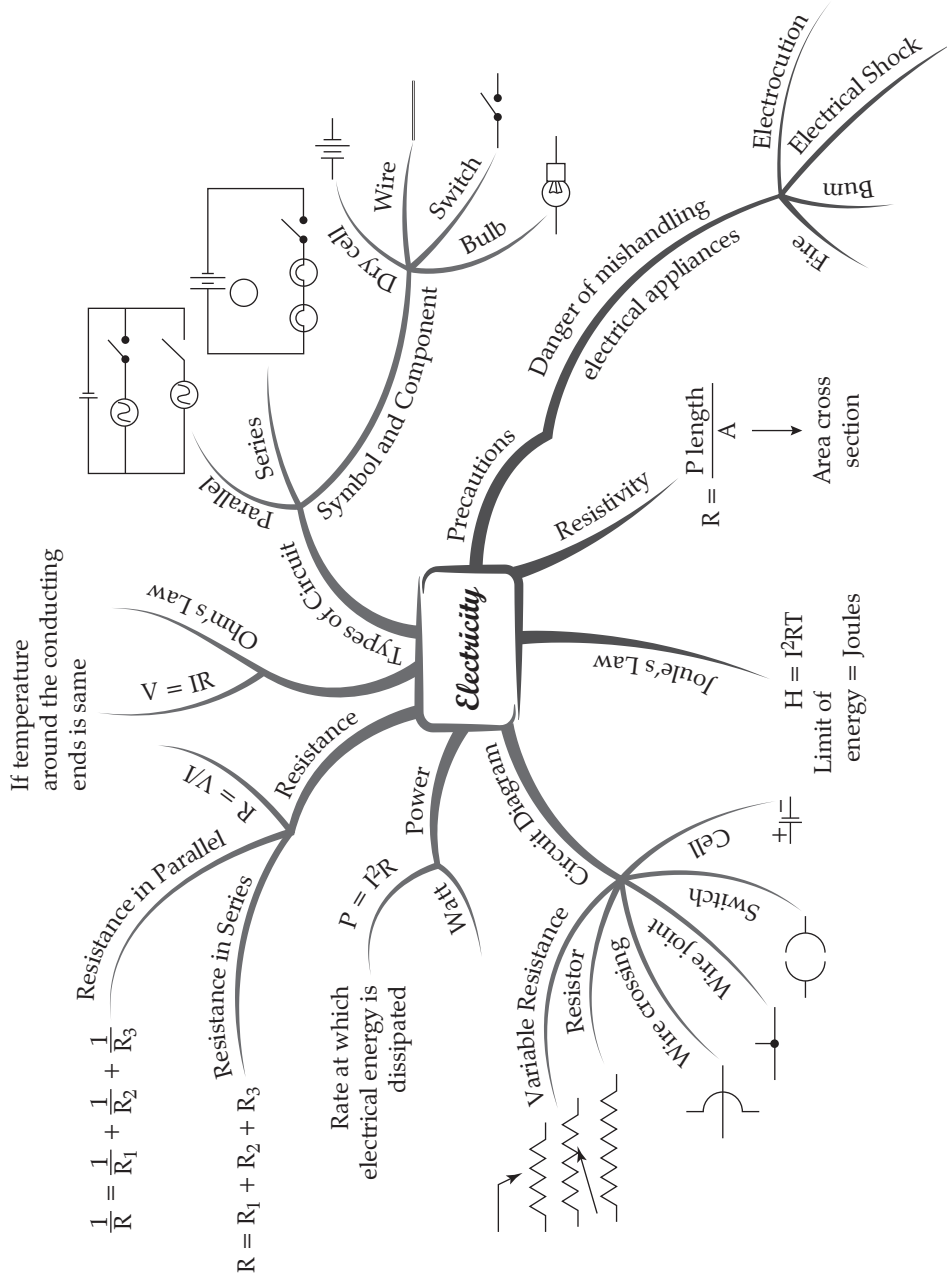 Electricity
Precautions
Danger of mishandling
electrical appliances
Electrocution
Electrical Shock
Bum
Fire
Resistivity
R = P length / A
Area cross
section
Joule's Law
H = I²RT
Limit of
energy = Joules
Circuit Diagram
Cell
+ −
Switch
Wire joint
Wire crossing
Resistor
Variable Resistance
Power
P = I²R
Watt
Rate at which
electrical energy is
dissipated
Resistance
R = V/I
Resistance in Parallel
1/R = 1/R₁ + 1/R₂ + 1/R₃
Resistance in Series
R = R₁ + R₂ + R₃
Ohm's Law
V = IR
If temperature
around the conducting
ends is same
Types of Circuit
Parallel
Series
Symbol and Component
Dry cell
Wire
Switch
Bulb